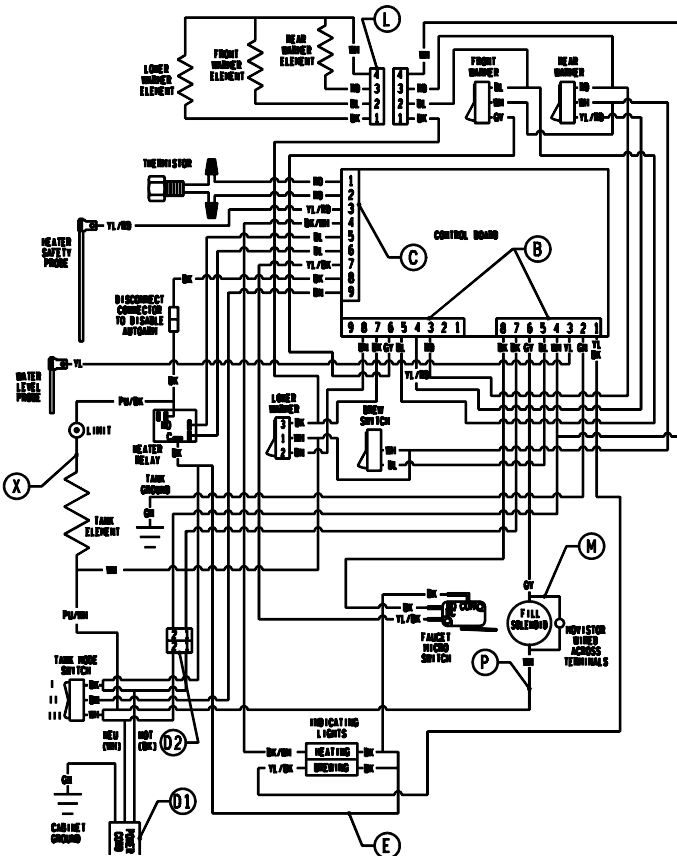 L
REAR
WARMER
ELEMENT
FRONT
WARMER
ELEMENT
LOWER
WARMER
ELEMENT
WH
WH
4 4
RD 3 3 RD
BL 2 2 BL
BK 1 1 BK
FRONT
WARMER
BL
WH
GY
REAR
WARMER
RD
WH
YL/RD
THERMISTOR
RD 1
RD 2
YL/RD 3
BK/WH 4
BL 5
BL 6
YL/BK 7
BK 8
BK 9
C
CONTROL BOARD
B
YL/RD
HEATER
SAFETY
PROBE
BK
DISCONNECT
CONNECTOR
TO DISABLE
AUTOARM
9 8 7 6 5 4 3 2 1
8 7 6 5 4 3 2 1
BK BK GY BL RD
YL/RD
BK BK GY BL WH YL GN YL
BK
YL
WATER
LEVEL
PROBE
BK
PU/BK
LIMIT
NO
C
HEATER
RELAY
BK
LOWER
WARMER
3 BK
1 WH
2 BK
BREW
SWITCH
WH
BL
X
TANK
GROUND
GN
TANK
ELEMENT
WH
PU/WH
M
GY
FILL
SOLENOID
WH
MOVISTOR
WIRED
ACROSS
TERMINALS
P
BK
BK
YL/BK
NO COM
NC
FAUCET
MICRO
SWITCH
2 1
2 1
TANK MODE
SWITCH
I BK
II BK
III WH
NEU
(WH)
HOT
(BK)
D2
INDICATING
LIGHTS
BK/WH HEATING BK
YL/BK BREWING BK
GN
CABINET
GROUND
POWER
CORD
D1
E